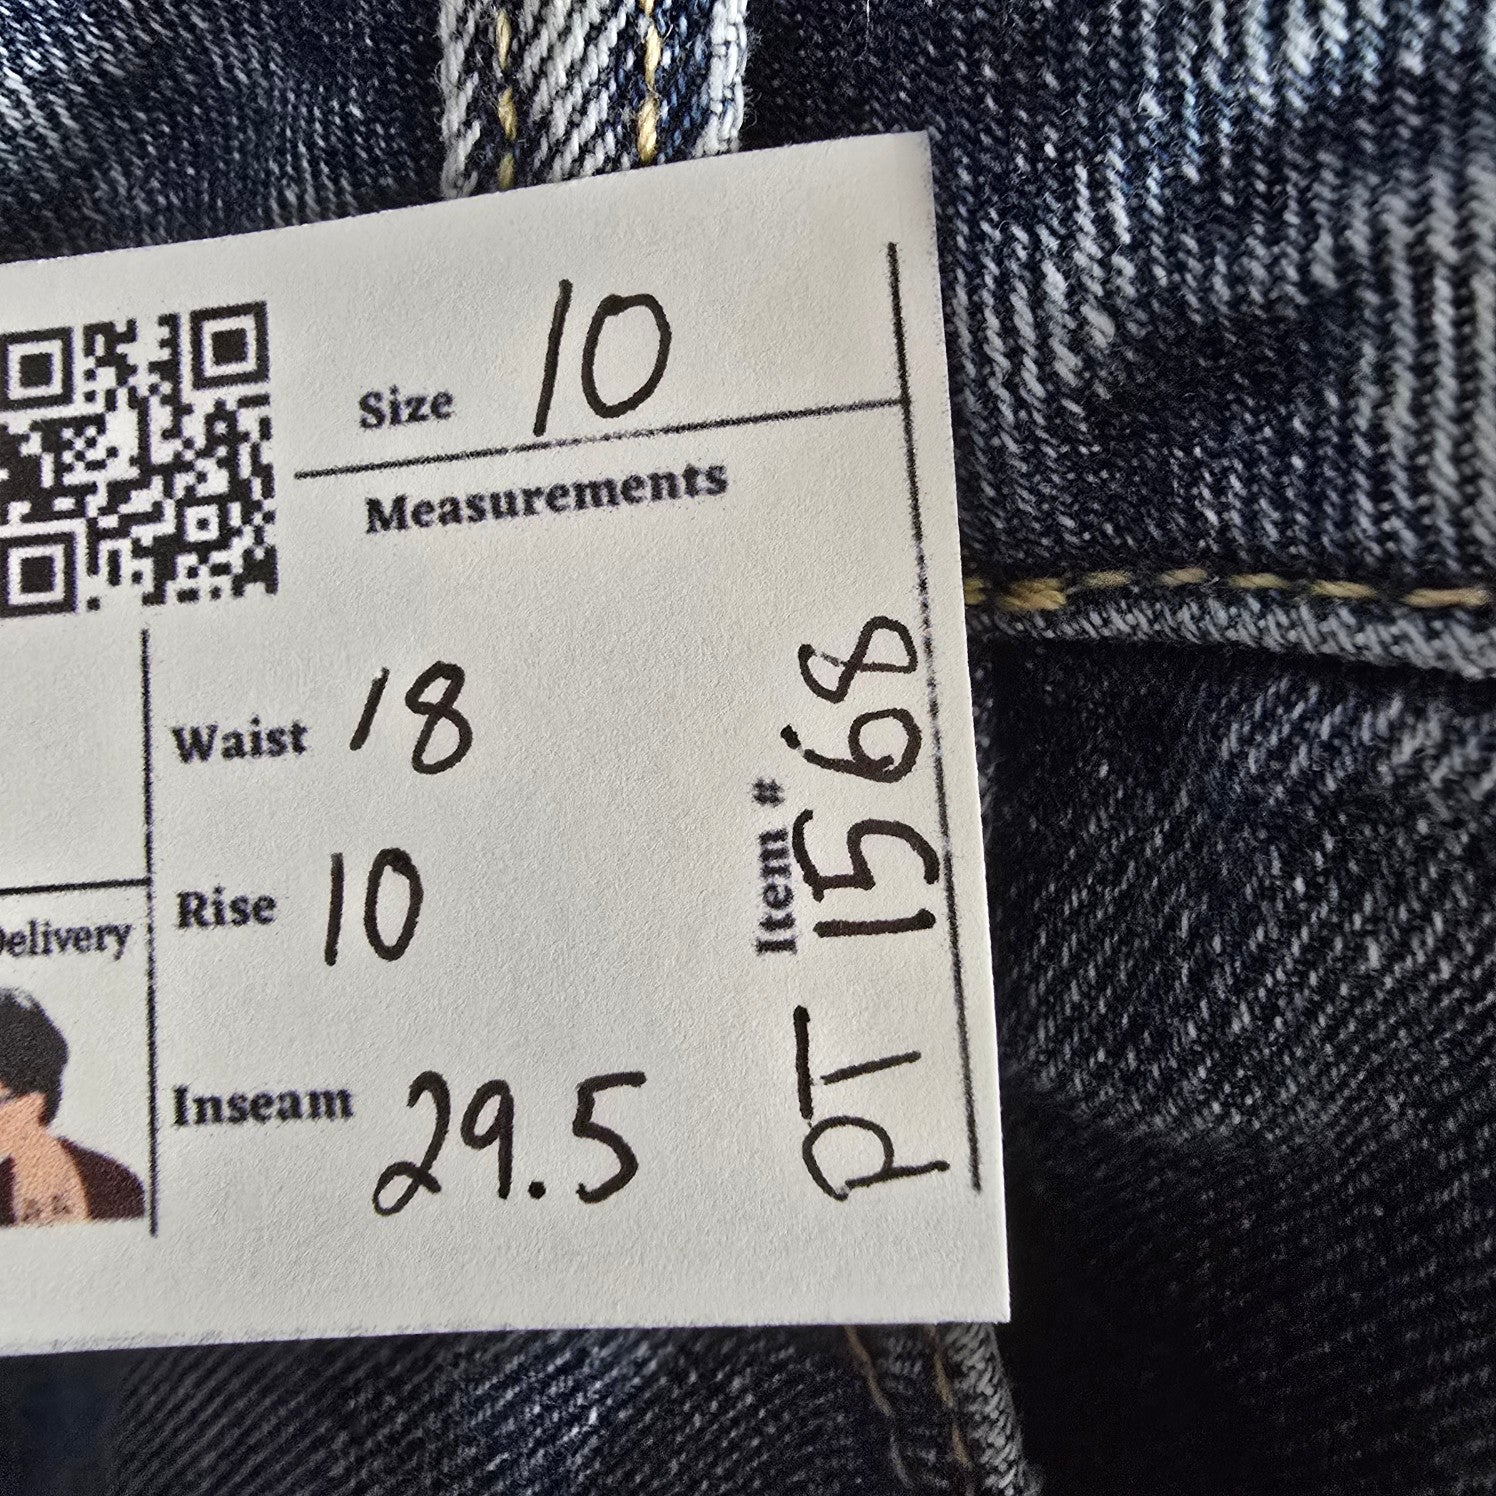 Size 10
Measurements
Waist 18
Rise 10
Inseam 29.5
Delivery
Item #
PT 1568